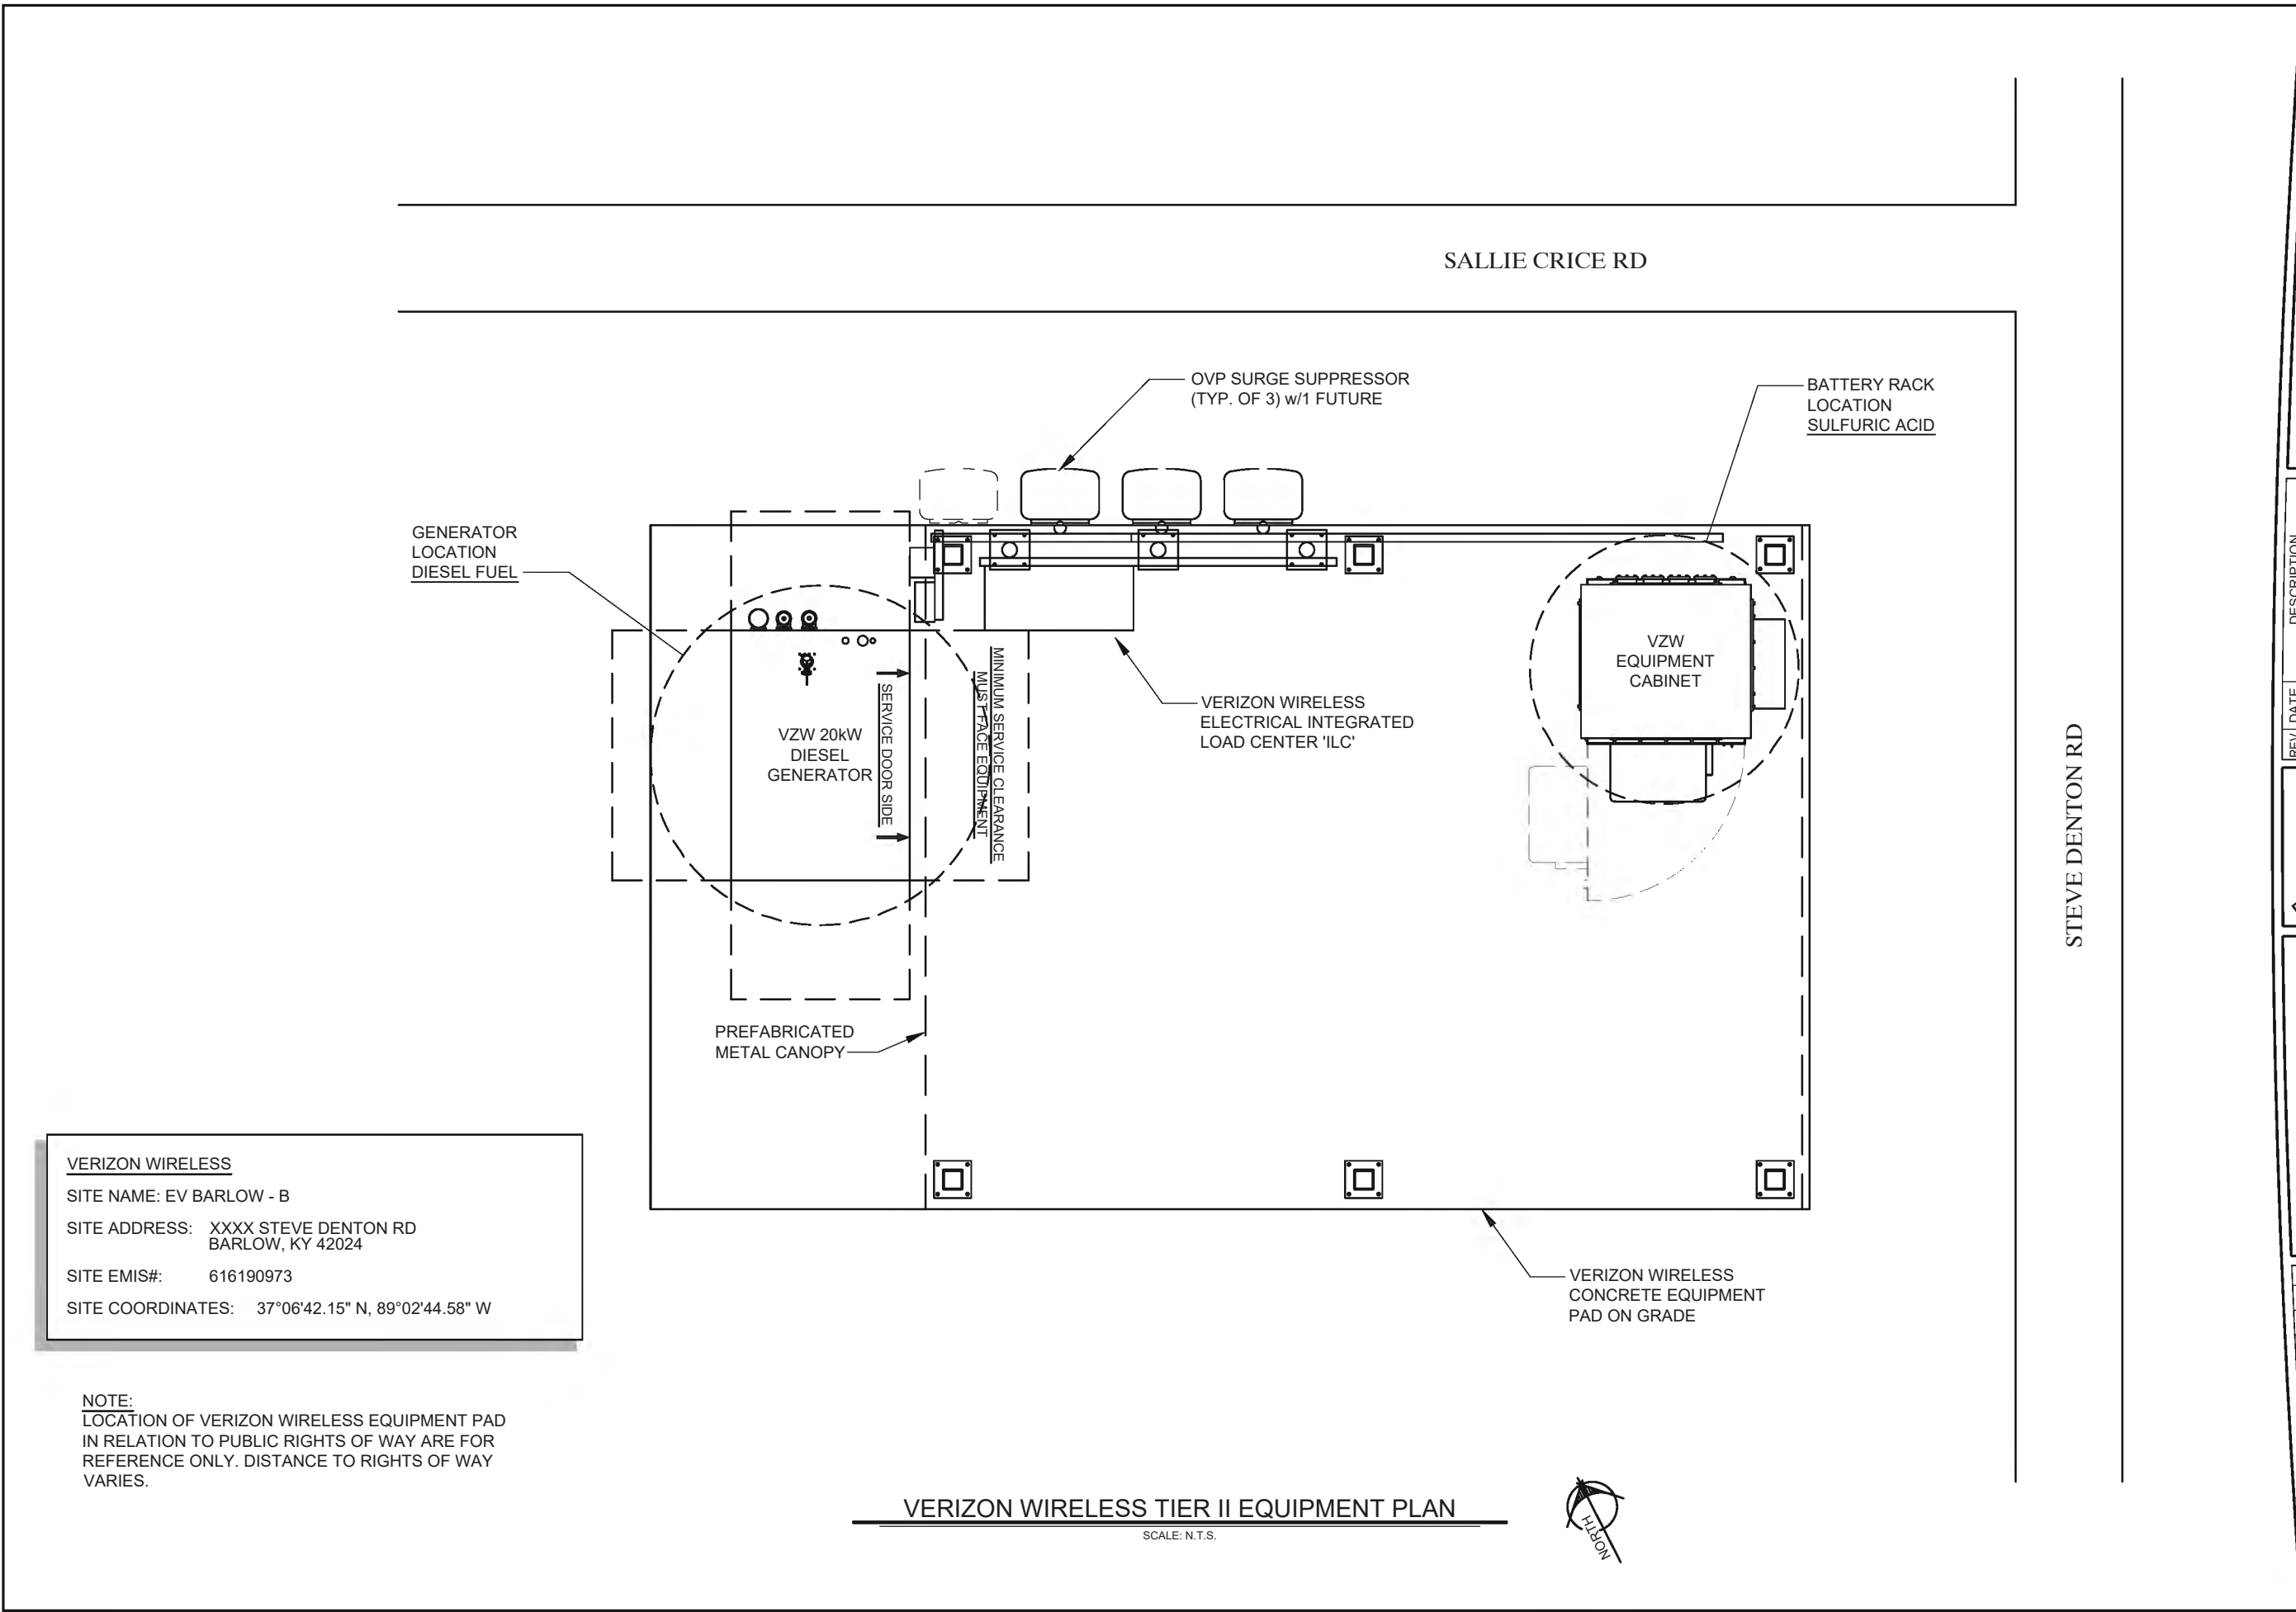 SALLIE CRICE RD
OVP SURGE SUPPRESSOR
(TYP. OF 3) w/1 FUTURE
BATTERY RACK
LOCATION
SULFURIC ACID
GENERATOR
LOCATION
DIESEL FUEL
VZW
EQUIPMENT
CABINET
VERIZON WIRELESS
ELECTRICAL INTEGRATED
LOAD CENTER 'ILC'
VZW 20kW
DIESEL
GENERATOR
SERVICE DOOR SIDE
MINIMUM SERVICE CLEARANCE
MUST FACE EQUIPMENT
STEVE DENTON RD
PREFABRICATED
METAL CANOPY
VERIZON WIRELESS
SITE NAME: EV BARLOW - B
SITE ADDRESS: XXXX STEVE DENTON RD
BARLOW, KY 42024
SITE EMIS#: 616190973
SITE COORDINATES: 37°06'42.15" N, 89°02'44.58" W
VERIZON WIRELESS
CONCRETE EQUIPMENT
PAD ON GRADE
NOTE:
LOCATION OF VERIZON WIRELESS EQUIPMENT PAD
IN RELATION TO PUBLIC RIGHTS OF WAY ARE FOR
REFERENCE ONLY. DISTANCE TO RIGHTS OF WAY
VARIES.
VERIZON WIRELESS TIER II EQUIPMENT PLAN
SCALE: N.T.S.
NORTH
REV DATE DESCRIPTION